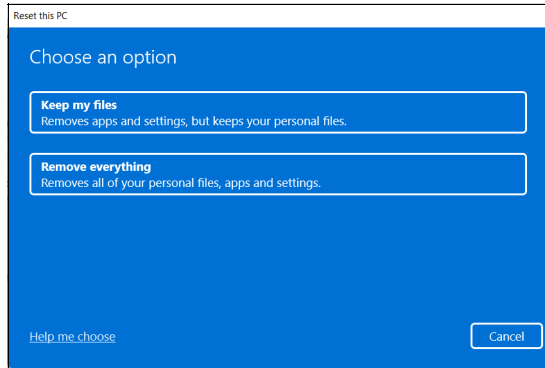 Reset this PC
Choose an option
Keep my files
Removes apps and settings, but keeps your personal files.
Remove everything
Removes all of your personal files, apps and settings.
Help me choose
Cancel